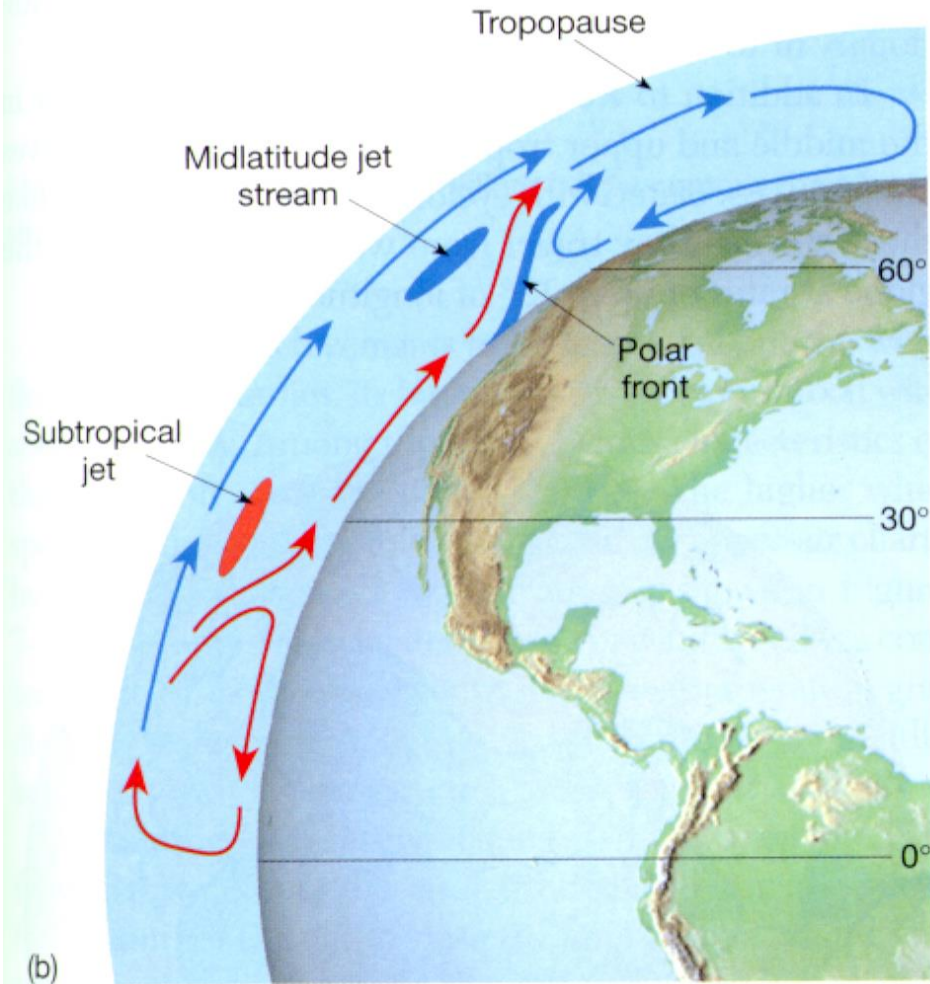 Tropopause
Midlatitude jet
stream
60°
Polar
front
Subtropical
jet
30°
0°
(b)